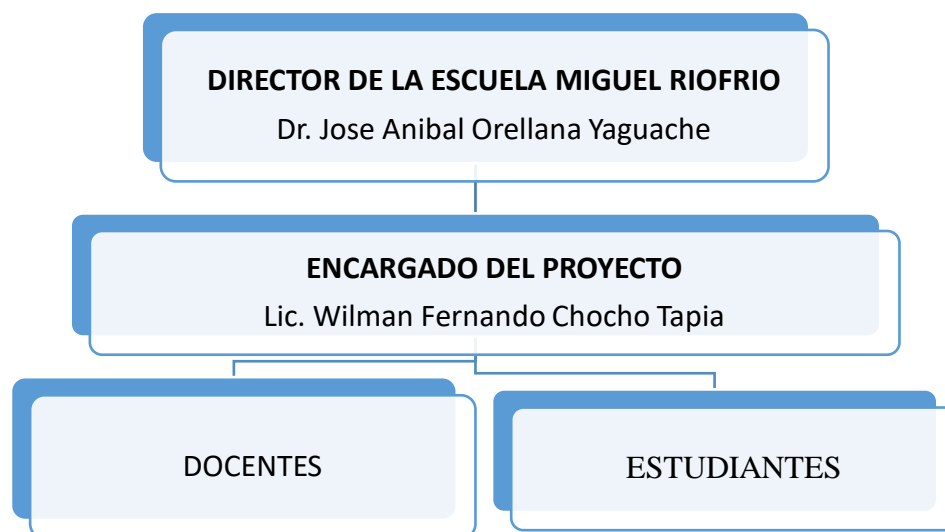 DIRECTOR DE LA ESCUELA MIGUEL RIOFRIO
Dr. Jose Anibal Orellana Yaguache
ENCARGADO DEL PROYECTO
Lic. Wilman Fernando Chocho Tapia
DOCENTES
ESTUDIANTES